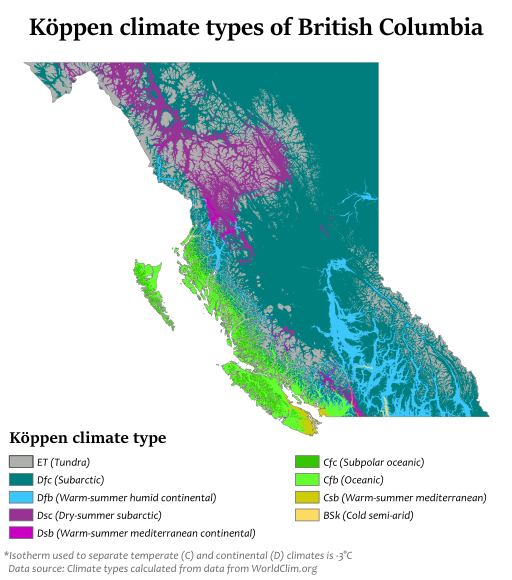 Köppen climate types of British Columbia
Köppen climate type
ET (Tundra)
Dfc (Subarctic)
Dfb (Warm-summer humid continental)
Dsc (Dry-summer subarctic)
Dsb (Warm-summer mediterranean continental)
Cfc (Subpolar oceanic)
Cfb (Oceanic)
Csb (Warm-summer mediterranean)
BSk (Cold semi-arid)
*Isotherm used to separate temperate (C) and continental (D) climates is -3°C
Data source: Climate types calculated from data from WorldClim.org